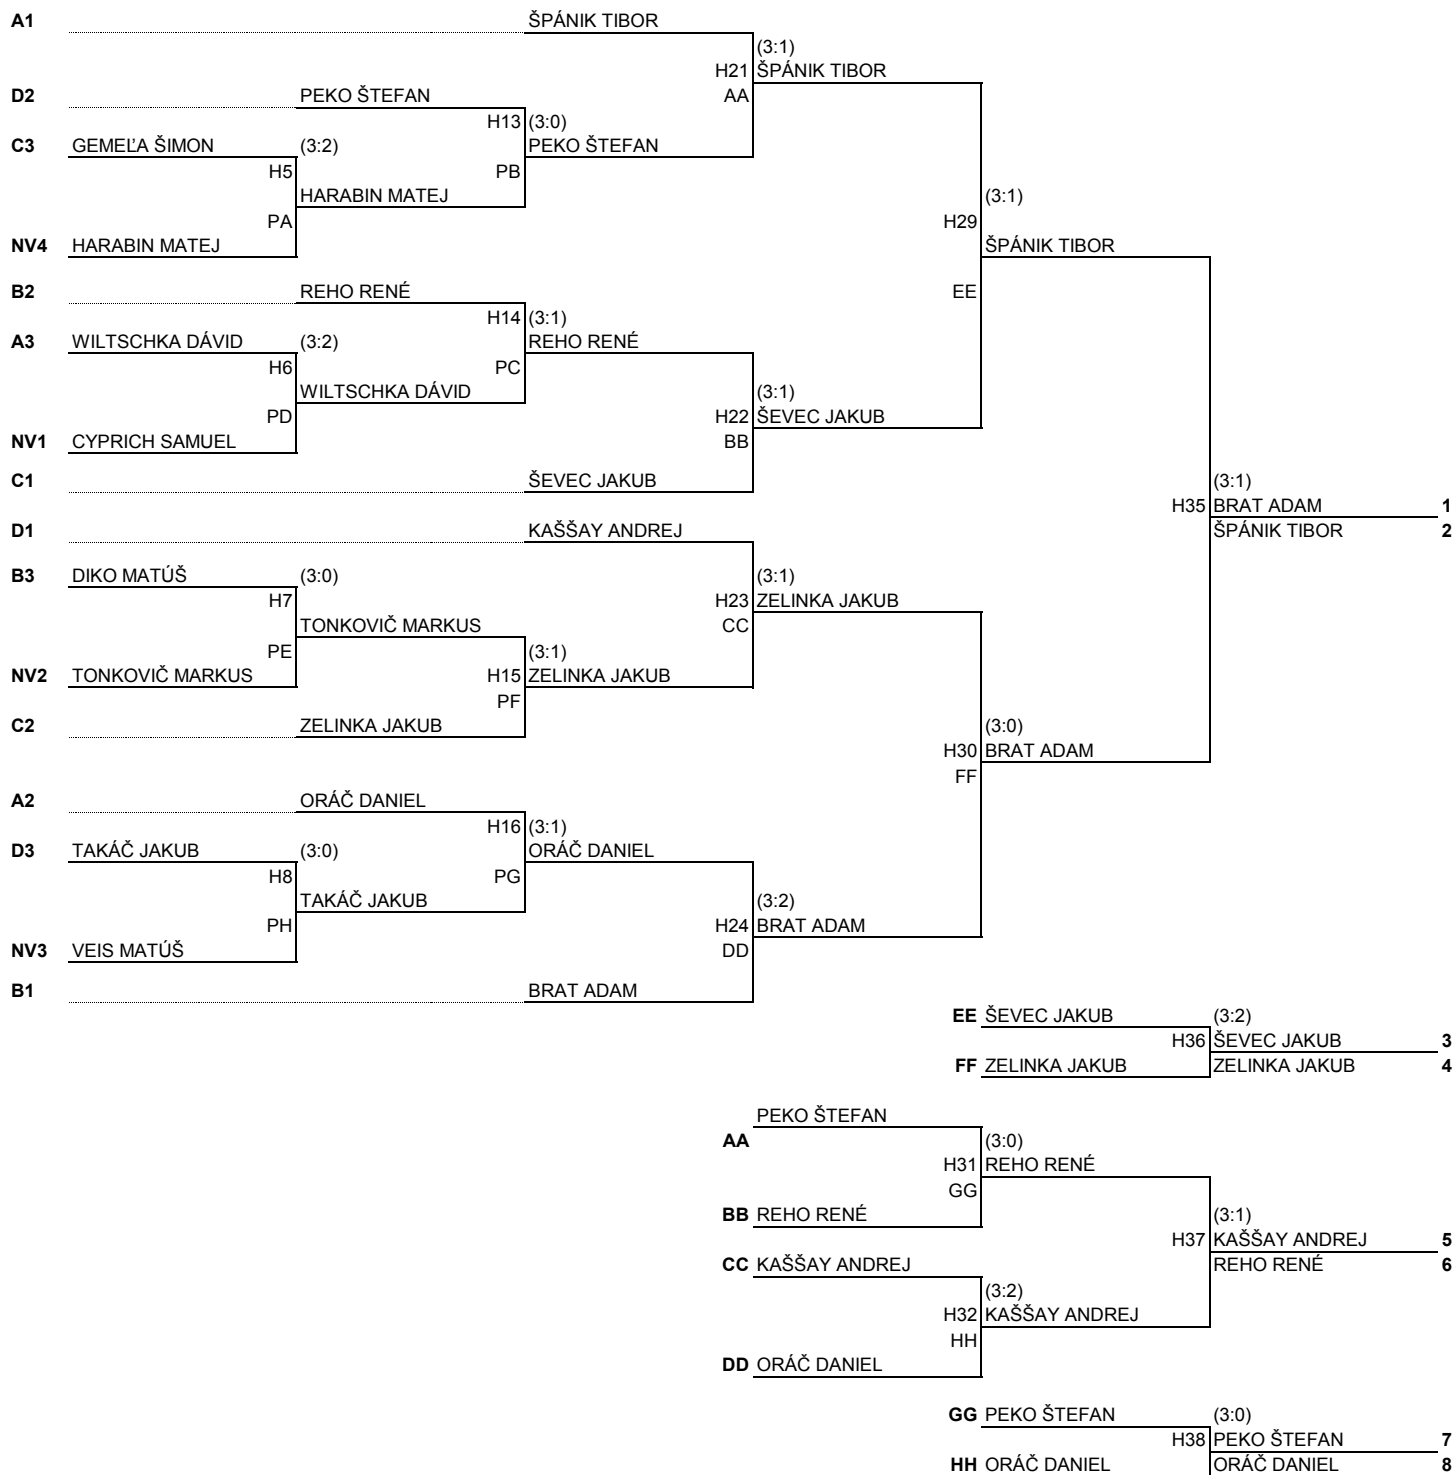 A1 ŠPÁNIK TIBOR
(3:1)
H21 ŠPÁNIK TIBOR
D2 PEKO ŠTEFAN AA
H13 (3:0)
C3 GEMEĽA ŠIMON (3:2) PEKO ŠTEFAN
H5 PB
HARABIN MATEJ (3:1)
PA H29
NV4 HARABIN MATEJ ŠPÁNIK TIBOR
B2 REHO RENÉ EE
H14 (3:1)
A3 WILTSCHKA DÁVID (3:2) REHO RENÉ
H6 PC
WILTSCHKA DÁVID (3:1)
PD H22 ŠEVEC JAKUB
NV1 CYPRICH SAMUEL BB
C1 ŠEVEC JAKUB (3:1)
H35 BRAT ADAM 1
D1 KAŠŠAY ANDREJ ŠPÁNIK TIBOR 2
B3 DIKO MATÚŠ (3:0) (3:1)
H7 H23 ZELINKA JAKUB
TONKOVIČ MARKUS CC
PE (3:1)
NV2 TONKOVIČ MARKUS H15 ZELINKA JAKUB
PF
C2 ZELINKA JAKUB (3:0)
H30 BRAT ADAM
FF
A2 ORÁČ DANIEL
H16 (3:1)
D3 TAKÁČ JAKUB (3:0) ORÁČ DANIEL
H8 PG
TAKÁČ JAKUB (3:2)
PH H24 BRAT ADAM
NV3 VEIS MATÚŠ DD
B1 BRAT ADAM
EE ŠEVEC JAKUB (3:2)
H36 ŠEVEC JAKUB 3
FF ZELINKA JAKUB ZELINKA JAKUB 4
PEKO ŠTEFAN
AA (3:0)
H31 REHO RENÉ
GG
BB REHO RENÉ (3:1)
H37 KAŠŠAY ANDREJ 5
CC KAŠŠAY ANDREJ REHO RENÉ 6
(3:2)
H32 KAŠŠAY ANDREJ
HH
DD ORÁČ DANIEL
GG PEKO ŠTEFAN (3:0)
H38 PEKO ŠTEFAN 7
HH ORÁČ DANIEL ORÁČ DANIEL 8